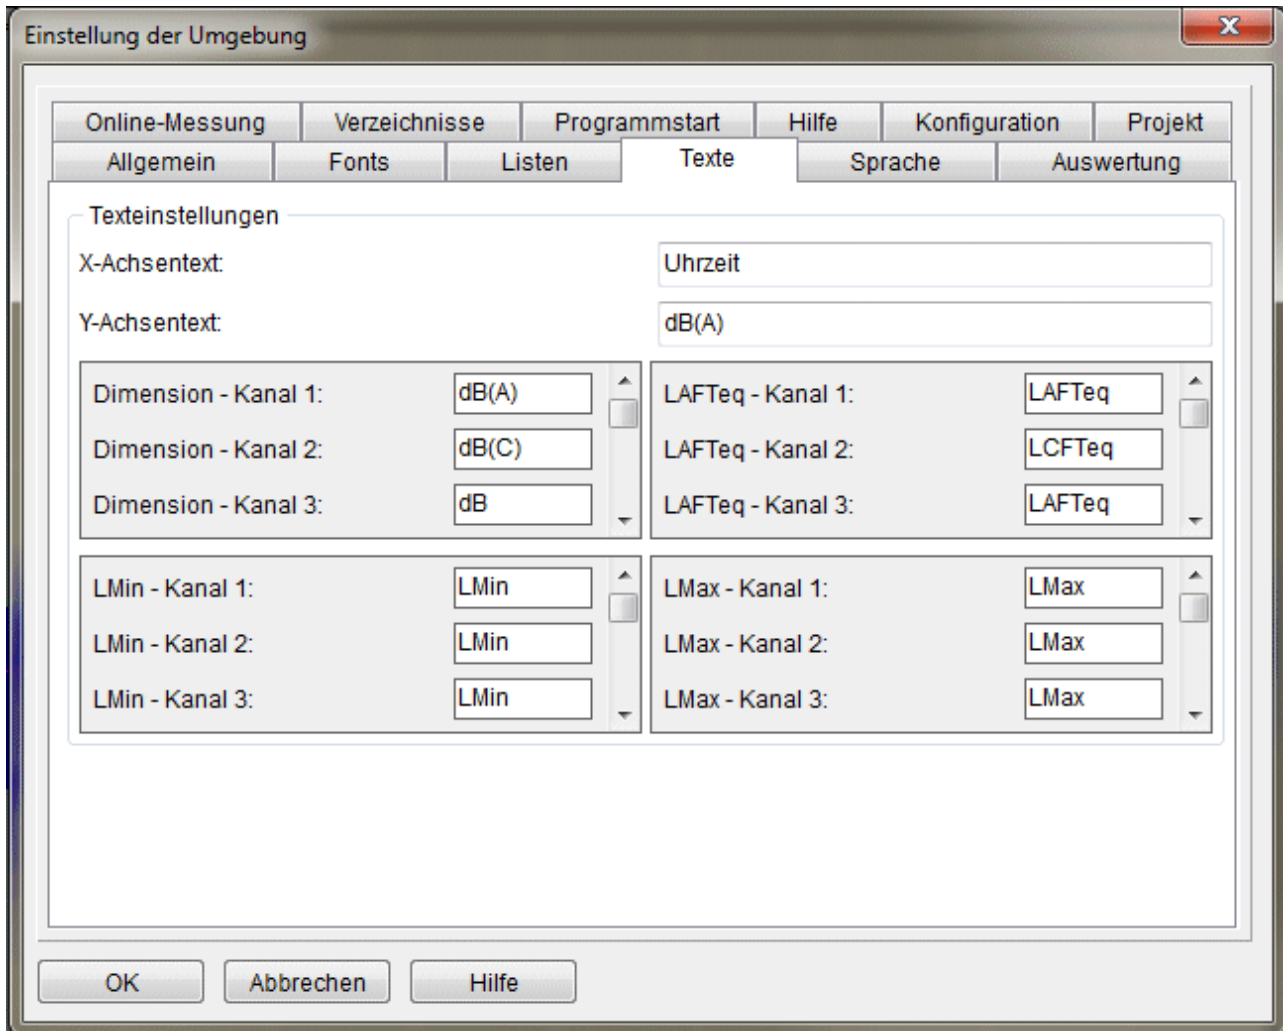 Einstellung der Umgebung
Online-Messung Verzeichnisse Programmstart Hilfe Konfiguration Projekt
Allgemein Fonts Listen Texte Sprache Auswertung
Texteinstellungen
X-Achsentext: Uhrzeit
Y-Achsentext: dB(A)
Dimension - Kanal 1: dB(A) LAFTeq - Kanal 1: LAFTeq
Dimension - Kanal 2: dB(C) LAFTeq - Kanal 2: LCFTeq
Dimension - Kanal 3: dB LAFTeq - Kanal 3: LAFTeq
LMin - Kanal 1: LMin LMax - Kanal 1: LMax
LMin - Kanal 2: LMin LMax - Kanal 2: LMax
LMin - Kanal 3: LMin LMax - Kanal 3: LMax
OK Abbrechen Hilfe